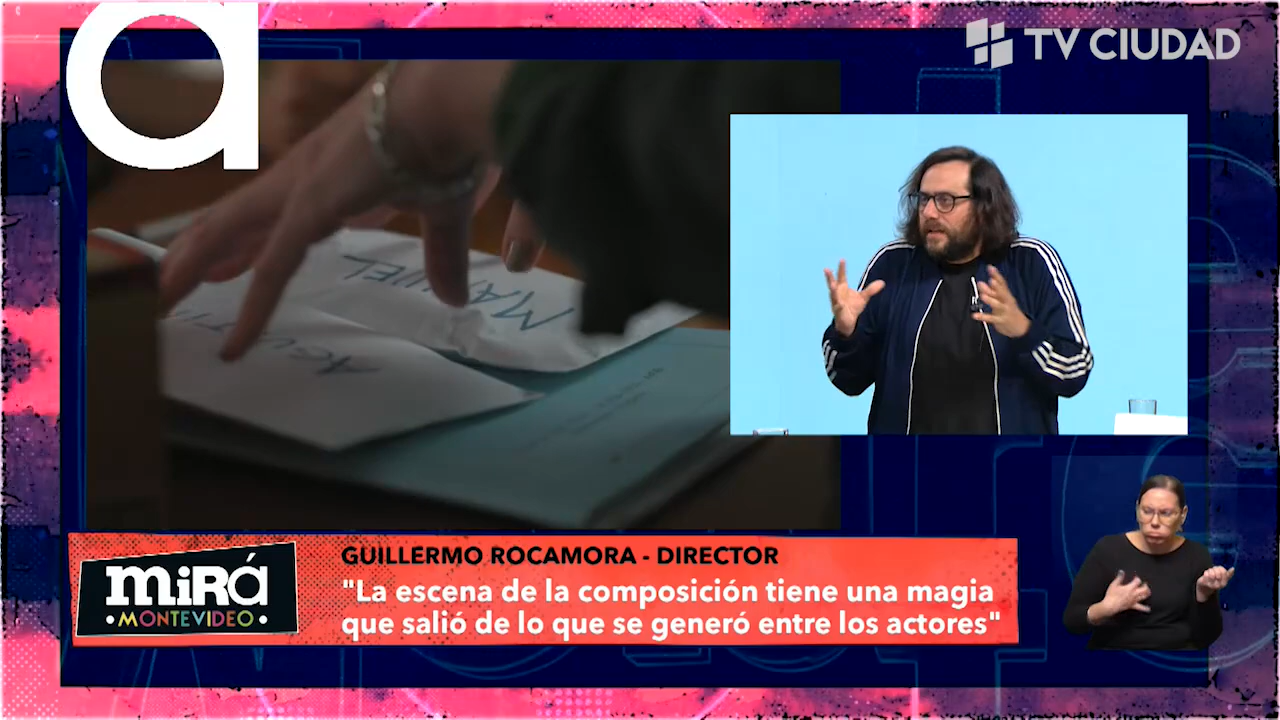 a
TV CIUDAD
MANUEL
AGUSTÍN
GUILLERMO ROCAMORA - DIRECTOR
"La escena de la composición tiene una magia
que salió de lo que se generó entre los actores"
miRá
•MONTEVIDEO•